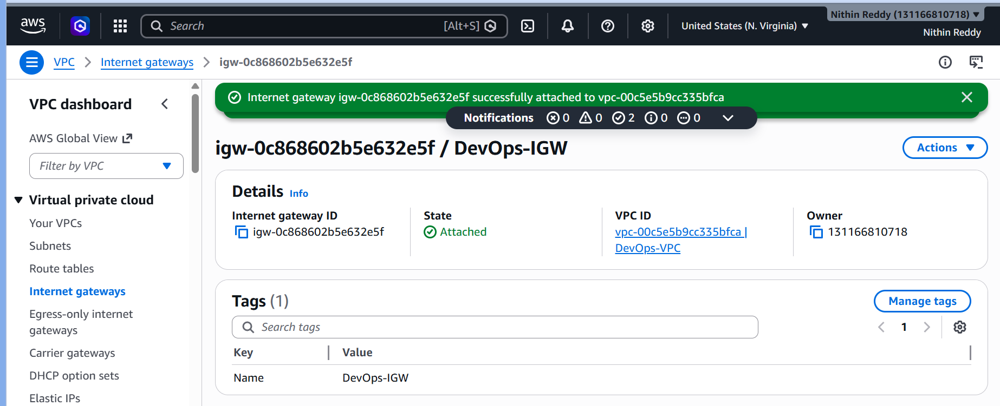 aws
Search
[Alt+S]
United States (N. Virginia)
Nithin Reddy (131166810718)
Nithin Reddy
VPC
Internet gateways
igw-0c868602b5e632e5f
VPC dashboard
AWS Global View
Filter by VPC
Virtual private cloud
Your VPCs
Subnets
Route tables
Internet gateways
Egress-only internet
gateways
Carrier gateways
DHCP option sets
Elastic IPs
Internet gateway igw-0c868602b5e632e5f successfully attached to vpc-00c5e5b9cc335bfca
Notifications 0 0 2 0 0
igw-0c868602b5e632e5f / DevOps-IGW
Actions
Details Info
Internet gateway ID
igw-0c868602b5e632e5f
State
Attached
VPC ID
vpc-00c5e5b9cc335bfca |
DevOps-VPC
Owner
131166810718
Tags (1)
Manage tags
Search tags
1
Key Value
Name DevOps-IGW